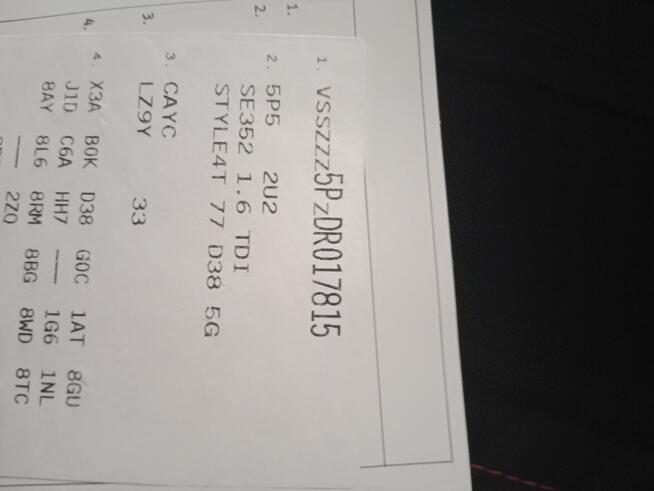 1.
2.
3.
4.
1. VSSZZZ5PZDR017815
2. 5P5 2U2
SE352 1.6 TDI
STYLE4T 77 D38 5G
3. CAYC
LZ9Y 33
4. X3A B0K D38 G0C 1AT 8GU
J1D C6A HH7 — 1G6 1NL
8AY 8L6 8RM 8BG 8WD 8TC
— 2ZQ